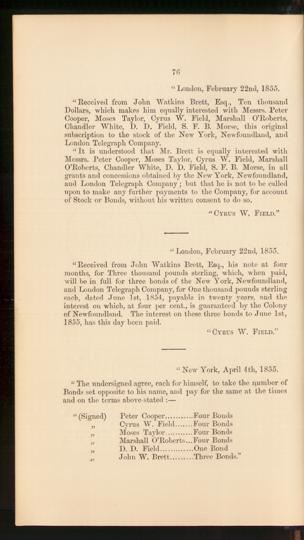 76
"London, February 22nd, 1855.
"Received from John Watkins Brett, Esq., Ten thousand
Dollars, which makes him equally interested with Messrs. Peter
Cooper, Moses Taylor, Cyrus W. Field, Marshall O'Roberts,
Chandler White, D. D. Field, S. F. B. Morse, this original
subscription to the stock of the New York, Newfoundland, and
London Telegraph Company.
"It is understood that Mr. Brett is equally interested with
Messrs. Peter Cooper, Moses Taylor, Cyrus W. Field, Marshall
O'Roberts, Chandler White, D. D. Field, S. F. B. Morse, in all
grants and concessions obtained by the New York, Newfoundland,
and London Telegraph Company; but that he is not to be called
upon to make any further payments to the Company, for account
of Stock or Bonds, without his written consent to do so.
"CYRUS W. FIELD."
"London, February 22nd, 1855.
"Received from John Watkins Brett, Esq., his note at four
months, for Three thousand pounds sterling, which, when paid,
will be in full for three bonds of the New York, Newfoundland,
and London Telegraph Company, for One thousand pounds sterling
each, dated June 1st, 1854, payable in twenty years, and the
interest on which, at four per cent., is guaranteed by the Colony
of Newfoundland. The interest on these three bonds to June 1st,
1855, has this day been paid.
"CYRUS W. FIELD."
"New York, April 4th, 1855.
"The undersigned agree, each for himself, to take the number of
Bonds set opposite to his name, and pay for the same at the times
and on the terms above-stated:—
"(Signed) Peter Cooper...........Four Bonds
„ Cyrus W. Field......Four Bonds
„ Moses Taylor..........Four Bonds
„ Marshall O'Roberts...Four Bonds
„ D. D. Field............One Bond
„ John W. Brett.........Three Bonds."